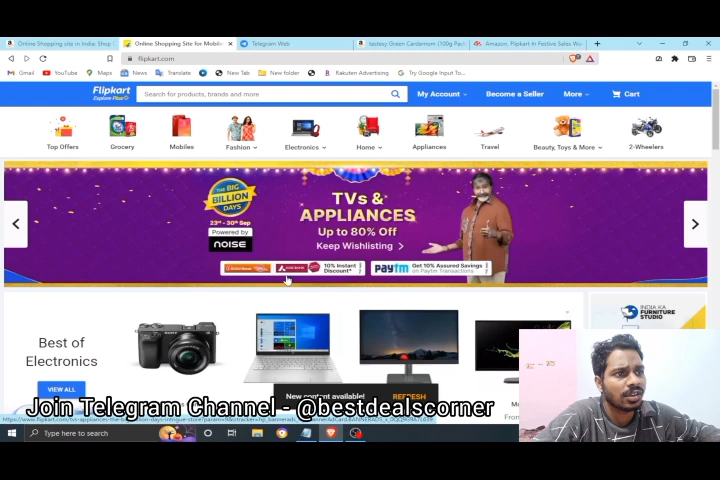 Online Shopping site in India: Shop
Online Shopping Site for Mobile
Telegram Web
tastesy Green Cardamom (100g Pac
Amazon, Flipkart In Festive Sales
flipkart.com
Gmail
YouTube
Maps
News
Translate
New Tab
New folder
Rakuten Advertising
Try Google Input To...
Flipkart
Explore Plus
Search for products, brands and more
My Account
Become a Seller
More
Cart
Top Offers
Grocery
Mobiles
Fashion
Electronics
Home
Appliances
Travel
Beauty, Toys & More
2-Wheelers
THE BIG
BILLION
DAYS
23rd - 30th Sep
Powered by
noise
TVs &
APPLIANCES
Up to 80% Off
Keep Wishlisting
10% Instant
Discount*
Paytm
Get 10% Assured Savings
on Paytm Transactions
Best of
Electronics
VIEW ALL
INDIA KA
FURNITURE
STUDIO
New content available!
REFRESH
From
Join Telegram Channel - @bestdealscorner
Type here to search